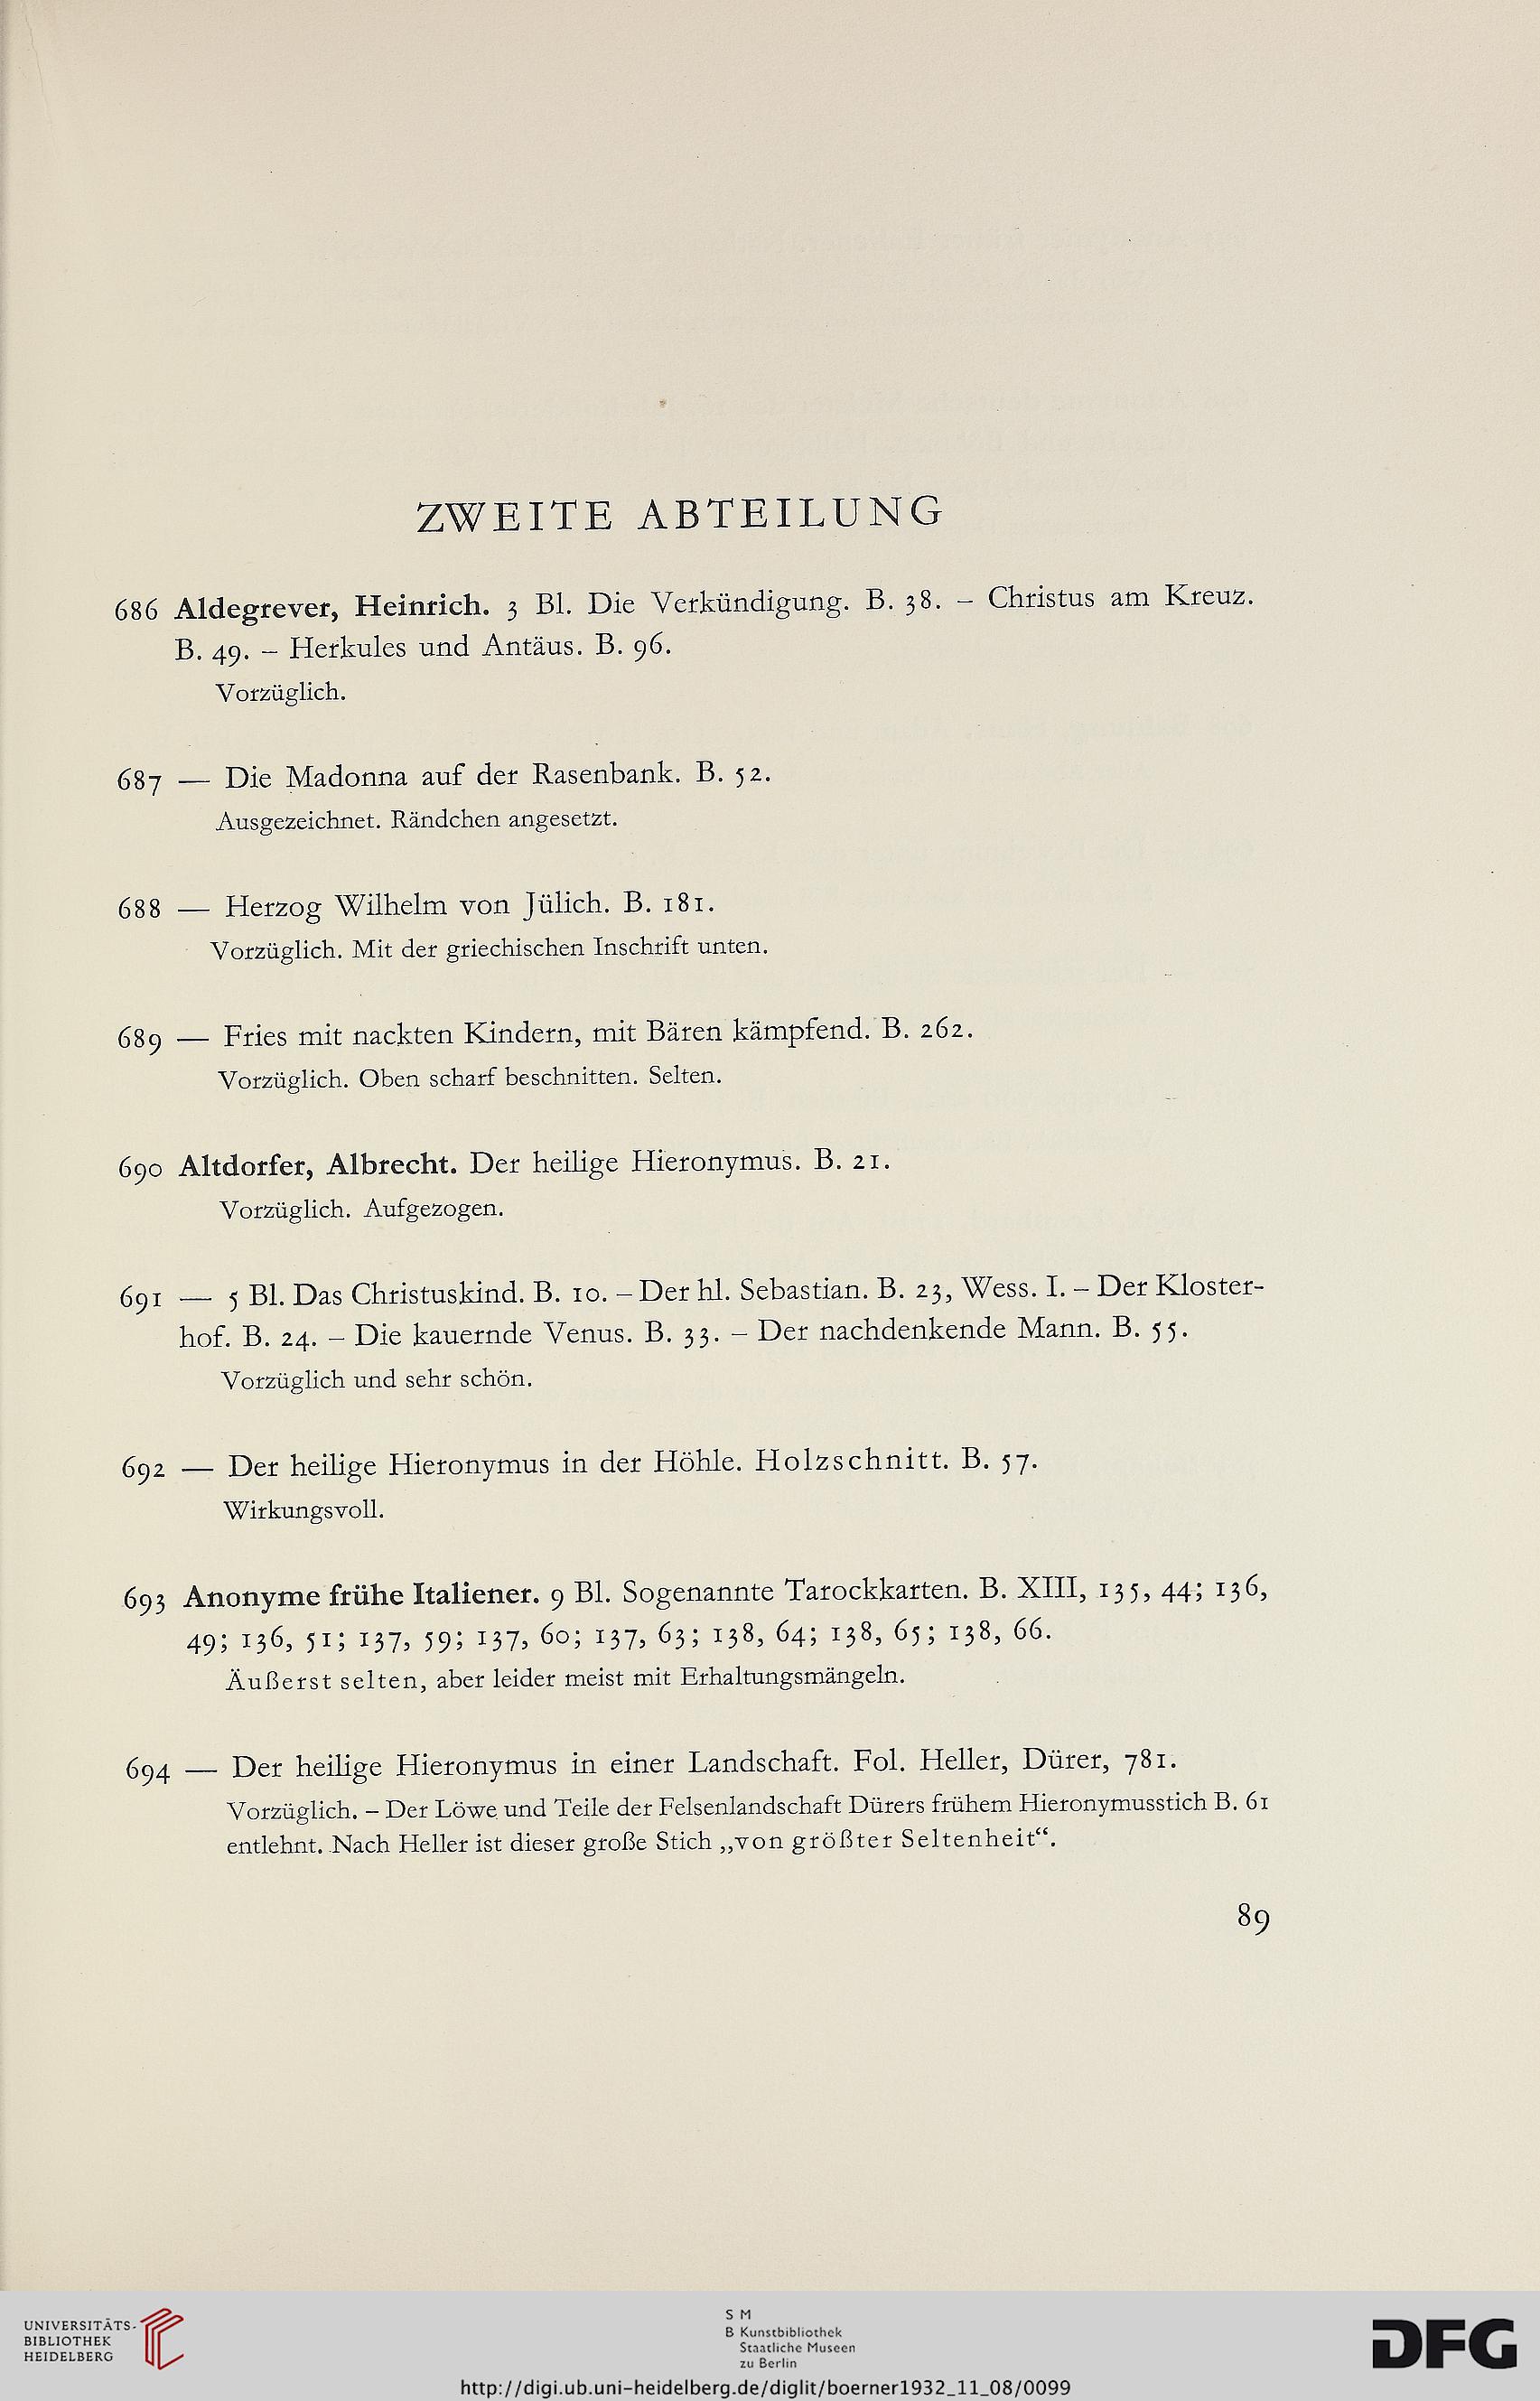 ZWEITE ABTEILUNG
686 Aldegrever, Heinrich. 3 Bl. Die Verkündigung. B. 38. – Christus am Kreuz.
B. 49. – Herkules und Antäus. B. 96.
Vorzüglich.
687 — Die Madonna auf der Rasenbank. B. 52.
Ausgezeichnet. Rändchen angesetzt.
688 — Herzog Wilhelm von Jülich. B. 181.
Vorzüglich. Mit der griechischen Inschrift unten.
689 — Fries mit nackten Kindern, mit Bären kämpfend. B. 262.
Vorzüglich. Oben scharf beschnitten. Selten.
690 Altdorfer, Albrecht. Der heilige Hieronymus. B. 21.
Vorzüglich. Aufgezogen.
691 — 5 Bl. Das Christuskind. B. 10. – Der hl. Sebastian. B. 23, Wess. I. – Der Kloster-
hof. B. 24. – Die kauernde Venus. B. 33. – Der nachdenkende Mann. B. 55.
Vorzüglich und sehr schön.
692 — Der heilige Hieronymus in der Höhle. Holzschnitt. B. 57.
Wirkungsvoll.
693 Anonyme frühe Italiener. 9 Bl. Sogenannte Tarockkarten. B. XIII, 135, 44; 136,
49; 136, 51; 137, 59; 137, 60; 137, 63; 138, 64; 138, 65; 138, 66.
Äußerst selten, aber leider meist mit Erhaltungsmängeln.
694 — Der heilige Hieronymus in einer Landschaft. Fol. Heller, Dürer, 781.
Vorzüglich. – Der Löwe und Teile der Felsenlandschaft Dürers frühem Hieronymusstich B. 61
entlehnt. Nach Heller ist dieser große Stich „von größter Seltenheit“.
89
UNIVERSITÄTS-
BIBLIOTHEK
HEIDELBERG
S M
B Kunstbibliothek
Staatliche Museen
zu Berlin
http://digi.ub.uni-heidelberg.de/diglit/boerner1932_11_08/0099
DFG